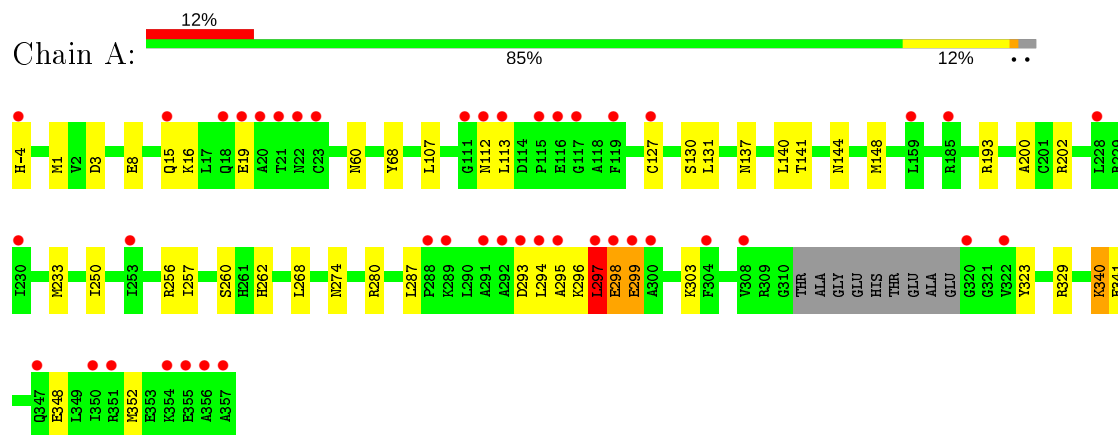 12%
Chain A:
85%
12%
H-4 M1 V2 D3 E8 Q15 K16 L17 Q18 E19 A20 T21 N22 C23 N60 Y68 L107 G111 N112 L113 D114 P115 E116 G117 A118 F119 C127 S130 L131 N137 L140 T141 N144 M148 L159 R185 R193 A200 C201 R202 L228
I230 M233 I250 I253 R256 I257 S260 H261 H262 L268 N274 R280 L287 P288 K289 L290 A291 A292 D293 L294 A295 K296 L297 E298 E299 A300 K303 F304 V308 R309 G310 THR ALA GLY GLU HIS THR GLU ALA GLU G320 G321 V322 Y323 R329 K340
Q347 E348 L349 I350 R351 M352 E353 K354 E355 A356 A357